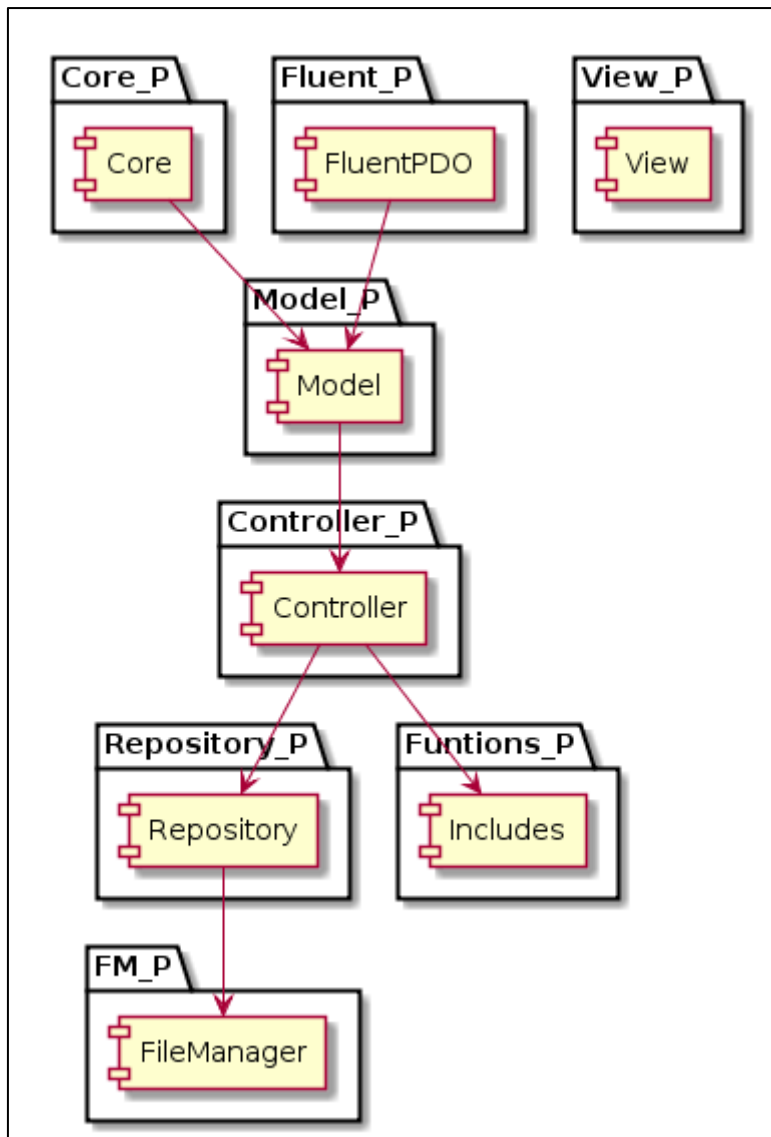 Core_P
Fluent_P
View_P
Core
FluentPDO
View
Model_P
Model
Controller_P
Controller
Repository_P
Funtions_P
Repository
Includes
FM_P
FileManager